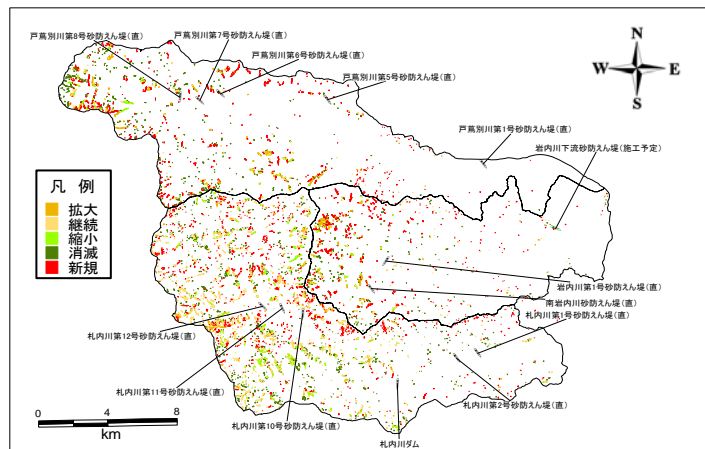 戸蔦別川第8号砂防えん堤(直)
戸蔦別川第7号砂防えん堤(直)
戸蔦別川第6号砂防えん堤(直)
戸蔦別川第5号砂防えん堤(直)
N
W
E
S
戸蔦別川第1号砂防えん堤(直)
岩内川下流砂防えん堤(施工予定)
凡 例
拡大
継続
縮小
消滅
新規
岩内川第1号砂防えん堤(直)
南岩内川砂防えん堤(直)
札内川第1号砂防えん堤(直)
札内川第12号砂防えん堤(直)
札内川第11号砂防えん堤(直)
札内川第2号砂防えん堤(直)
札内川第10号砂防えん堤(直)
札内川ダム
0 4 8
km